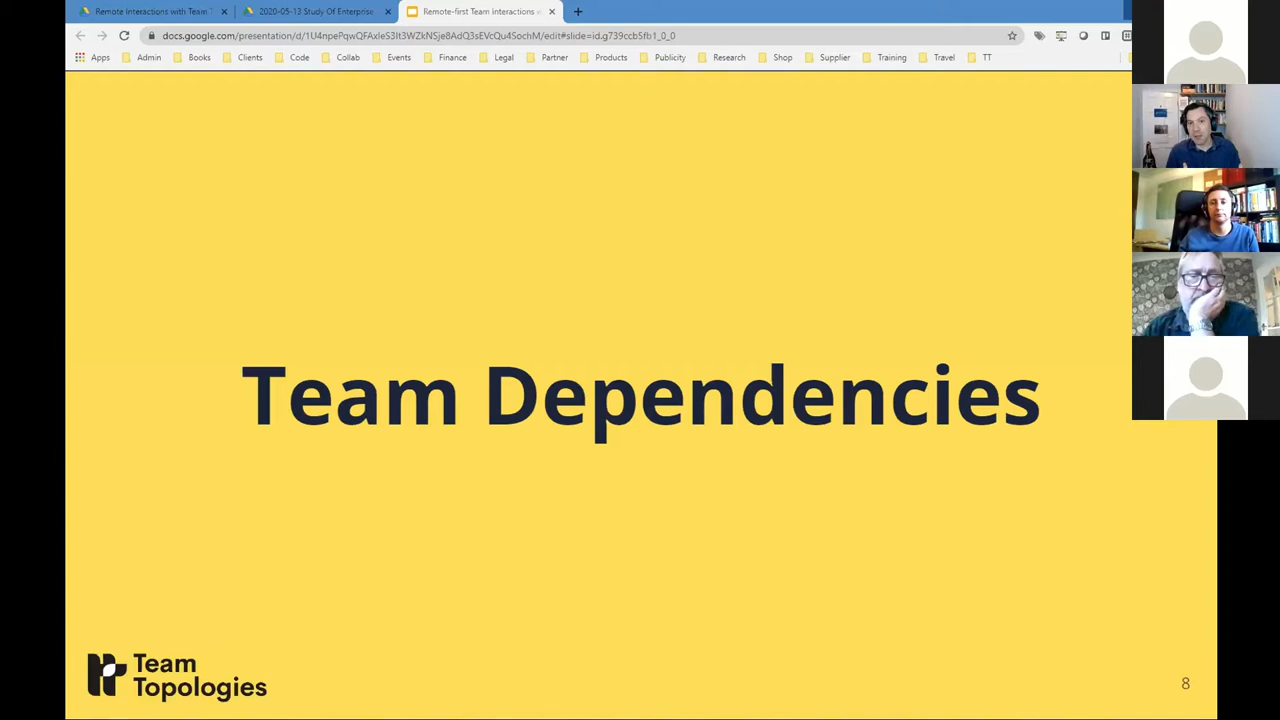 Remote Interactions with Team T
2020-05-13 Study Of Enterprise
Remote-first Team Interactions w
docs.google.com/presentation/d/1U4npePqwQFAxleS3It3WZkNSje8AdQ3sEVcQu4SochM/edit#slide=id.g739ccb5fb1_0_0
Apps Admin Books Clients Code Collab Events Finance Legal Partner Products Publicity Research Shop Supplier Training Travel TT
Team Dependencies
Team
Topologies
8